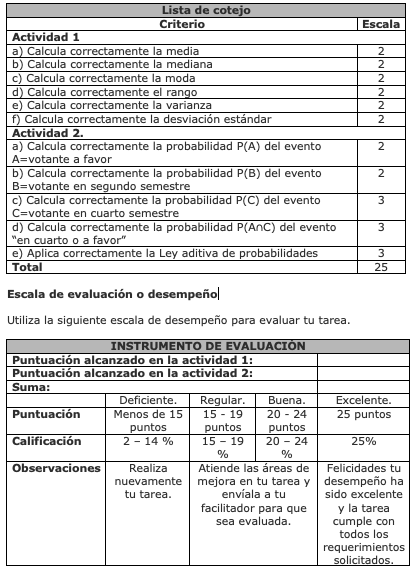 Lista de cotejo
Criterio Escala
Actividad 1
a) Calcula correctamente la media 2
b) Calcula correctamente la mediana 2
c) Calcula correctamente la moda 2
d) Calcula correctamente el rango 2
e) Calcula correctamente la varianza 2
f) Calcula correctamente la desviación estándar 2
Actividad 2.
a) Calcula correctamente la probabilidad P(A) del evento 2
A=votante a favor
b) Calcula correctamente la probabilidad P(B) del evento 2
B=votante en segundo semestre
c) Calcula correctamente la probabilidad P(C) del evento 3
C=votante en cuarto semestre
d) Calcula correctamente la probabilidad P(A∩C) del evento 3
“en cuarto o a favor”
e) Aplica correctamente la Ley aditiva de probabilidades 3
Total 25
Escala de evaluación o desempeño
Utiliza la siguiente escala de desempeño para evaluar tu tarea.
INSTRUMENTO DE EVALUACIÓN
Puntuación alcanzado en la actividad 1:
Puntuación alcanzado en la actividad 2:
Suma:
Deficiente. Regular. Buena. Excelente.
Puntuación Menos de 15 15 - 19 20 - 24 25 puntos
puntos puntos puntos
Calificación 2 – 14 % 15 – 19 20 – 24 25%
% %
Observaciones Realiza Atiende las áreas de Felicidades tu
nuevamente mejora en tu tarea y desempeño ha
tu tarea. envíala a tu sido excelente
facilitador para que y la tarea
sea evaluada. cumple con
todos los
requerimientos
solicitados.